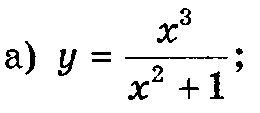 а) y = x³ / (x² + 1);